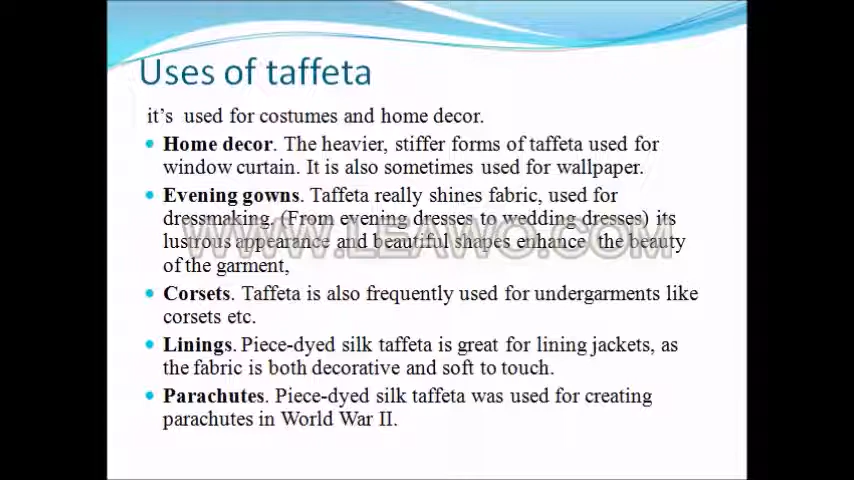 Uses of taffeta
it's used for costumes and home decor.
• Home decor. The heavier, stiffer forms of taffeta used for
window curtain. It is also sometimes used for wallpaper.
• Evening gowns. Taffeta really shines fabric, used for
dressmaking. (From evening dresses to wedding dresses) its
lustrous appearance and beautiful shapes enhance the beauty
of the garment,
WWW.LEAWO.COM
• Corsets. Taffeta is also frequently used for undergarments like
corsets etc.
• Linings. Piece-dyed silk taffeta is great for lining jackets, as
the fabric is both decorative and soft to touch.
• Parachutes. Piece-dyed silk taffeta was used for creating
parachutes in World War II.